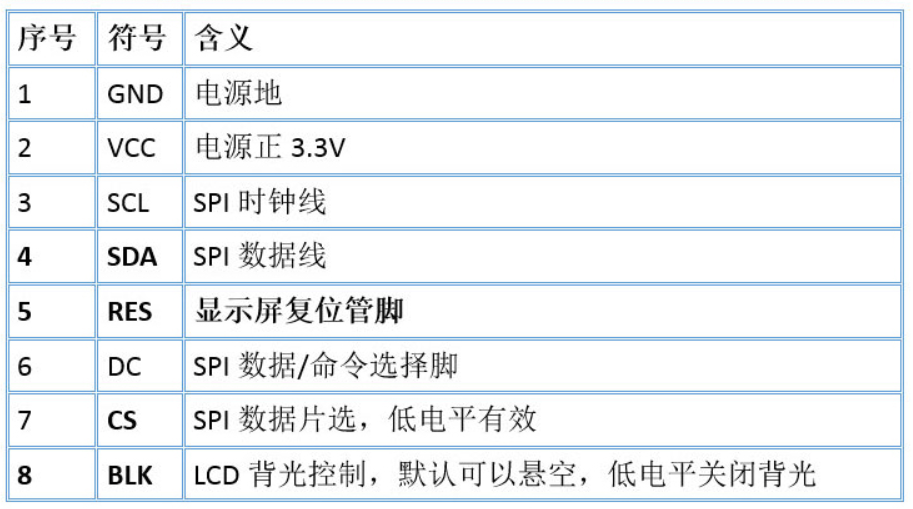 序号 符号 含义
1 GND 电源地
2 VCC 电源正 3.3V
3 SCL SPI 时钟线
4 SDA SPI 数据线
5 RES 显示屏复位管脚
6 DC SPI 数据/命令选择脚
7 CS SPI 数据片选，低电平有效
8 BLK LCD 背光控制，默认可以悬空，低电平关闭背光